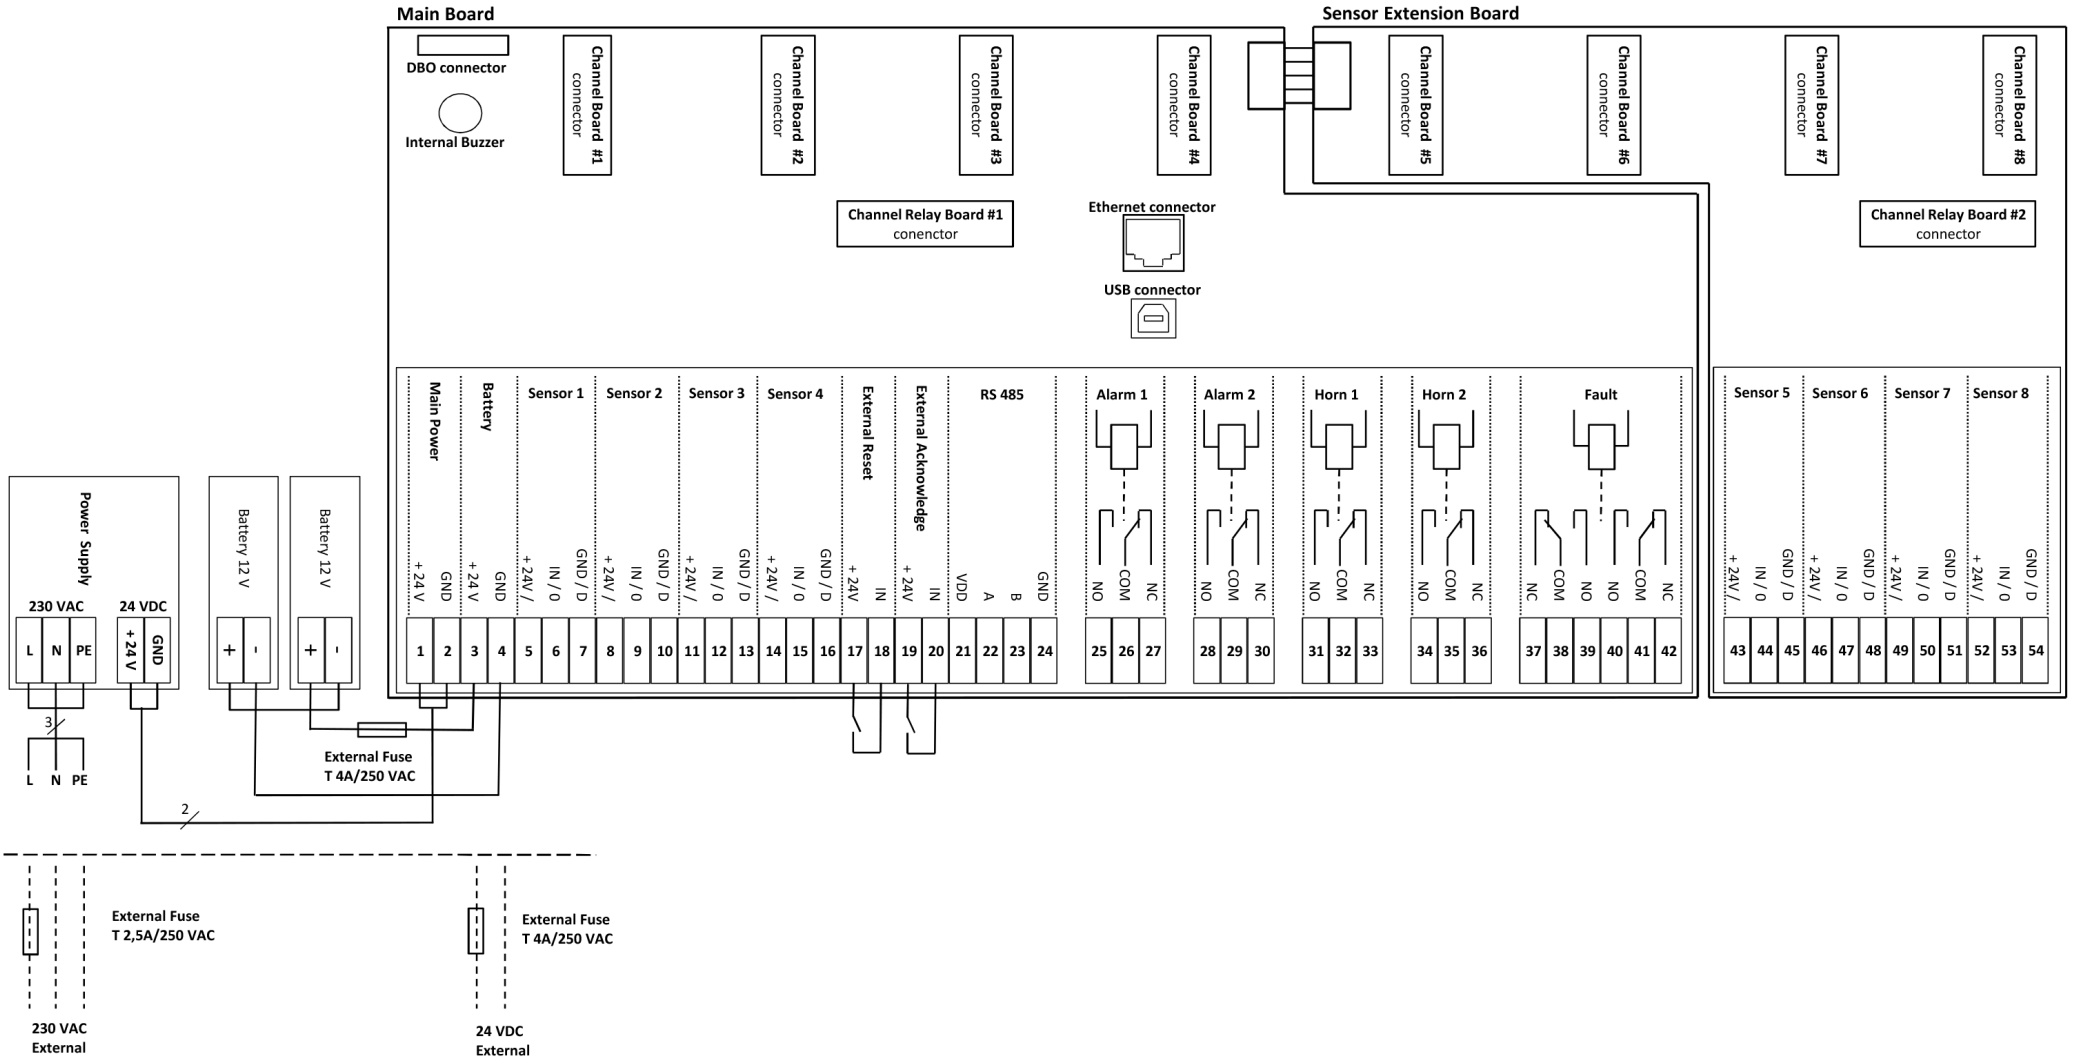 Main Board
Sensor Extension Board
DBO connector
Internal Buzzer
Channel Board #1
connector
Channel Board #2
connector
Channel Board #3
connector
Channel Board #4
connector
Channel Board #5
connector
Channel Board #6
connector
Channel Board #7
connector
Channel Board #8
connector
Channel Relay Board #1
conenctor
Ethernet connector
USB connector
Channel Relay Board #2
connector
Main Power
Battery
Sensor 1
Sensor 2
Sensor 3
Sensor 4
External Reset
External Acknowledge
RS 485
Alarm 1
Alarm 2
Horn 1
Horn 2
Fault
Sensor 5
Sensor 6
Sensor 7
Sensor 8
+ 24 V
GND
+ 24 V
GND
+ 24V /
IN / 0
GND / D
+ 24V /
IN / 0
GND / D
+ 24V /
IN / 0
GND / D
+ 24V /
IN / 0
GND / D
+ 24V
IN
+ 24V
IN
VDD
A
B
GND
NO
COM
NC
NO
COM
NC
NO
COM
NC
NO
COM
NC
NC
COM
NO
NO
COM
NC
+ 24V /
IN / 0
GND / D
+ 24V /
IN / 0
GND / D
+ 24V /
IN / 0
GND / D
+ 24V /
IN / 0
GND / D
1 2 3 4 5 6 7 8 9 10 11 12 13 14 15 16 17 18 19 20 21 22 23 24
25 26 27
28 29 30
31 32 33
34 35 36
37 38 39 40 41 42
43 44 45 46 47 48 49 50 51 52 53 54
Power Supply
230 VAC
24 VDC
L N PE
+ 24 V
GND
Battery 12 V
+ -
Battery 12 V
+ -
3
L N PE
External Fuse
T 4A/250 VAC
2
External Fuse
T 2,5A/250 VAC
External Fuse
T 4A/250 VAC
230 VAC
External
24 VDC
External